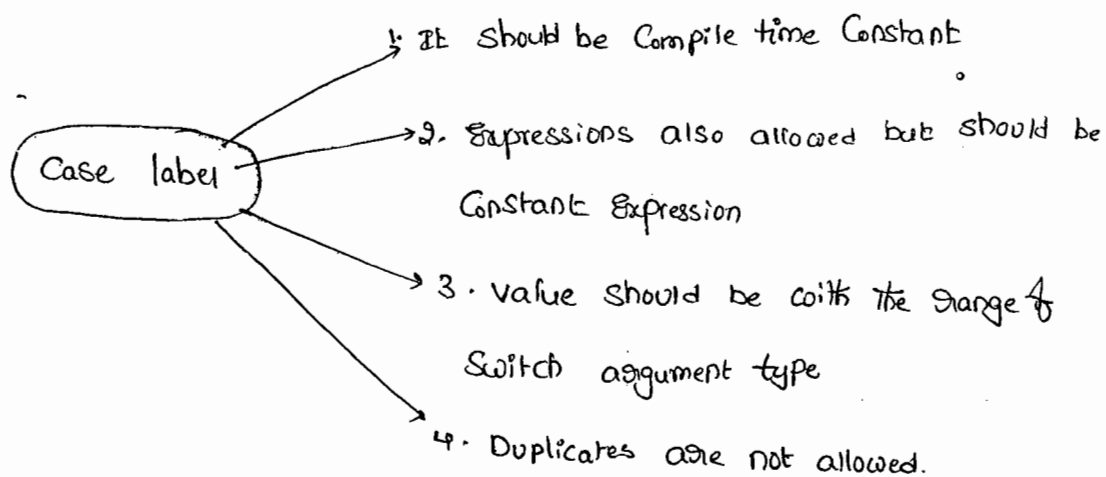 1. It should be Compile time Constant
Case label
2. Expressions also allowed but should be
Constant Expression
3. value should be with the range of
Switch argument type
4. Duplicates are not allowed.